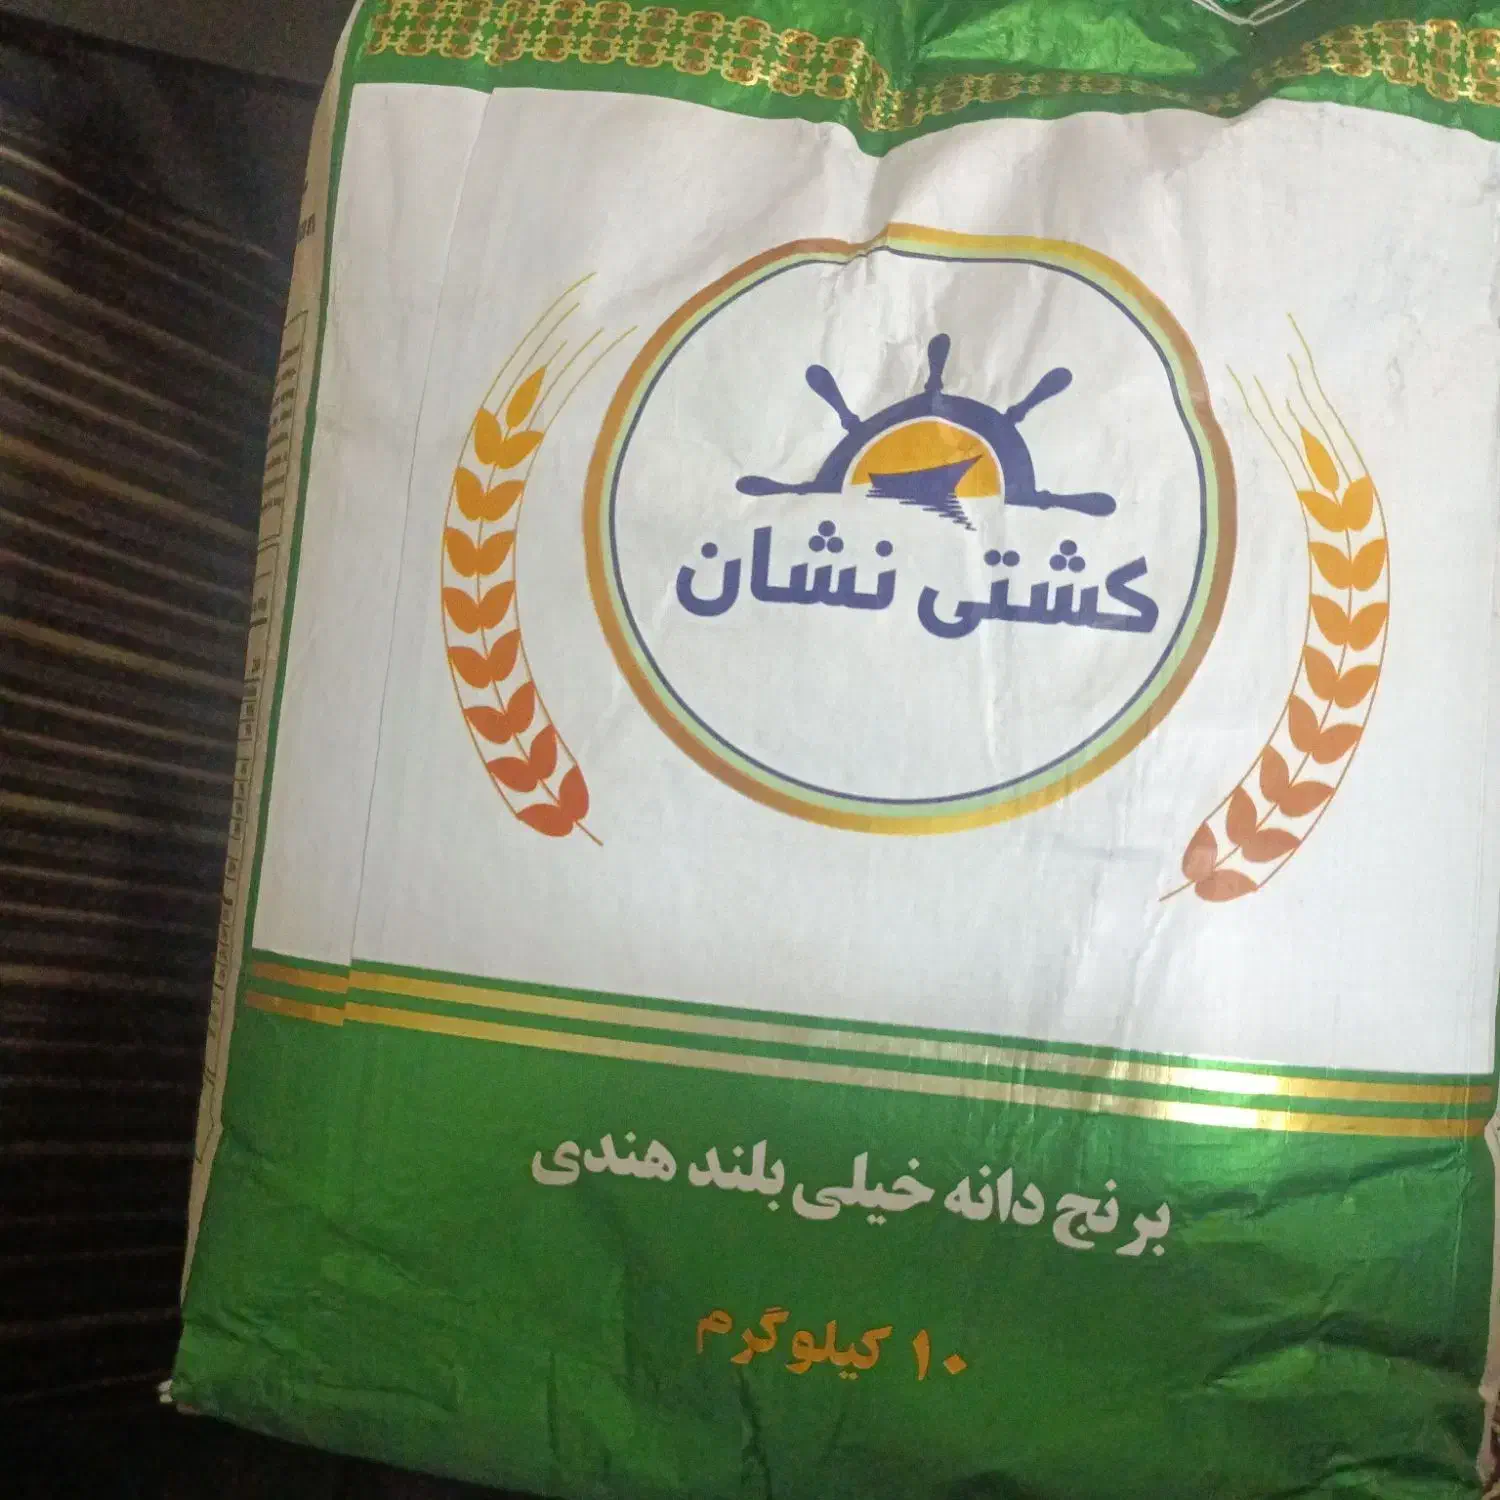 کشتی نشان
برنج دانه خیلی بلند هندی
۱۰ کیلوگرم